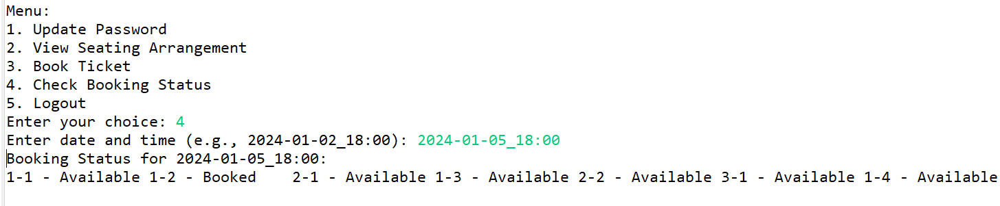 Menu:
1. Update Password
2. View Seating Arrangement
3. Book Ticket
4. Check Booking Status
5. Logout
Enter your choice: 4
Enter date and time (e.g., 2024-01-02_18:00): 2024-01-05_18:00
Booking Status for 2024-01-05_18:00:
1-1 - Available 1-2 - Booked    2-1 - Available 1-3 - Available 2-2 - Available 3-1 - Available 1-4 - Available